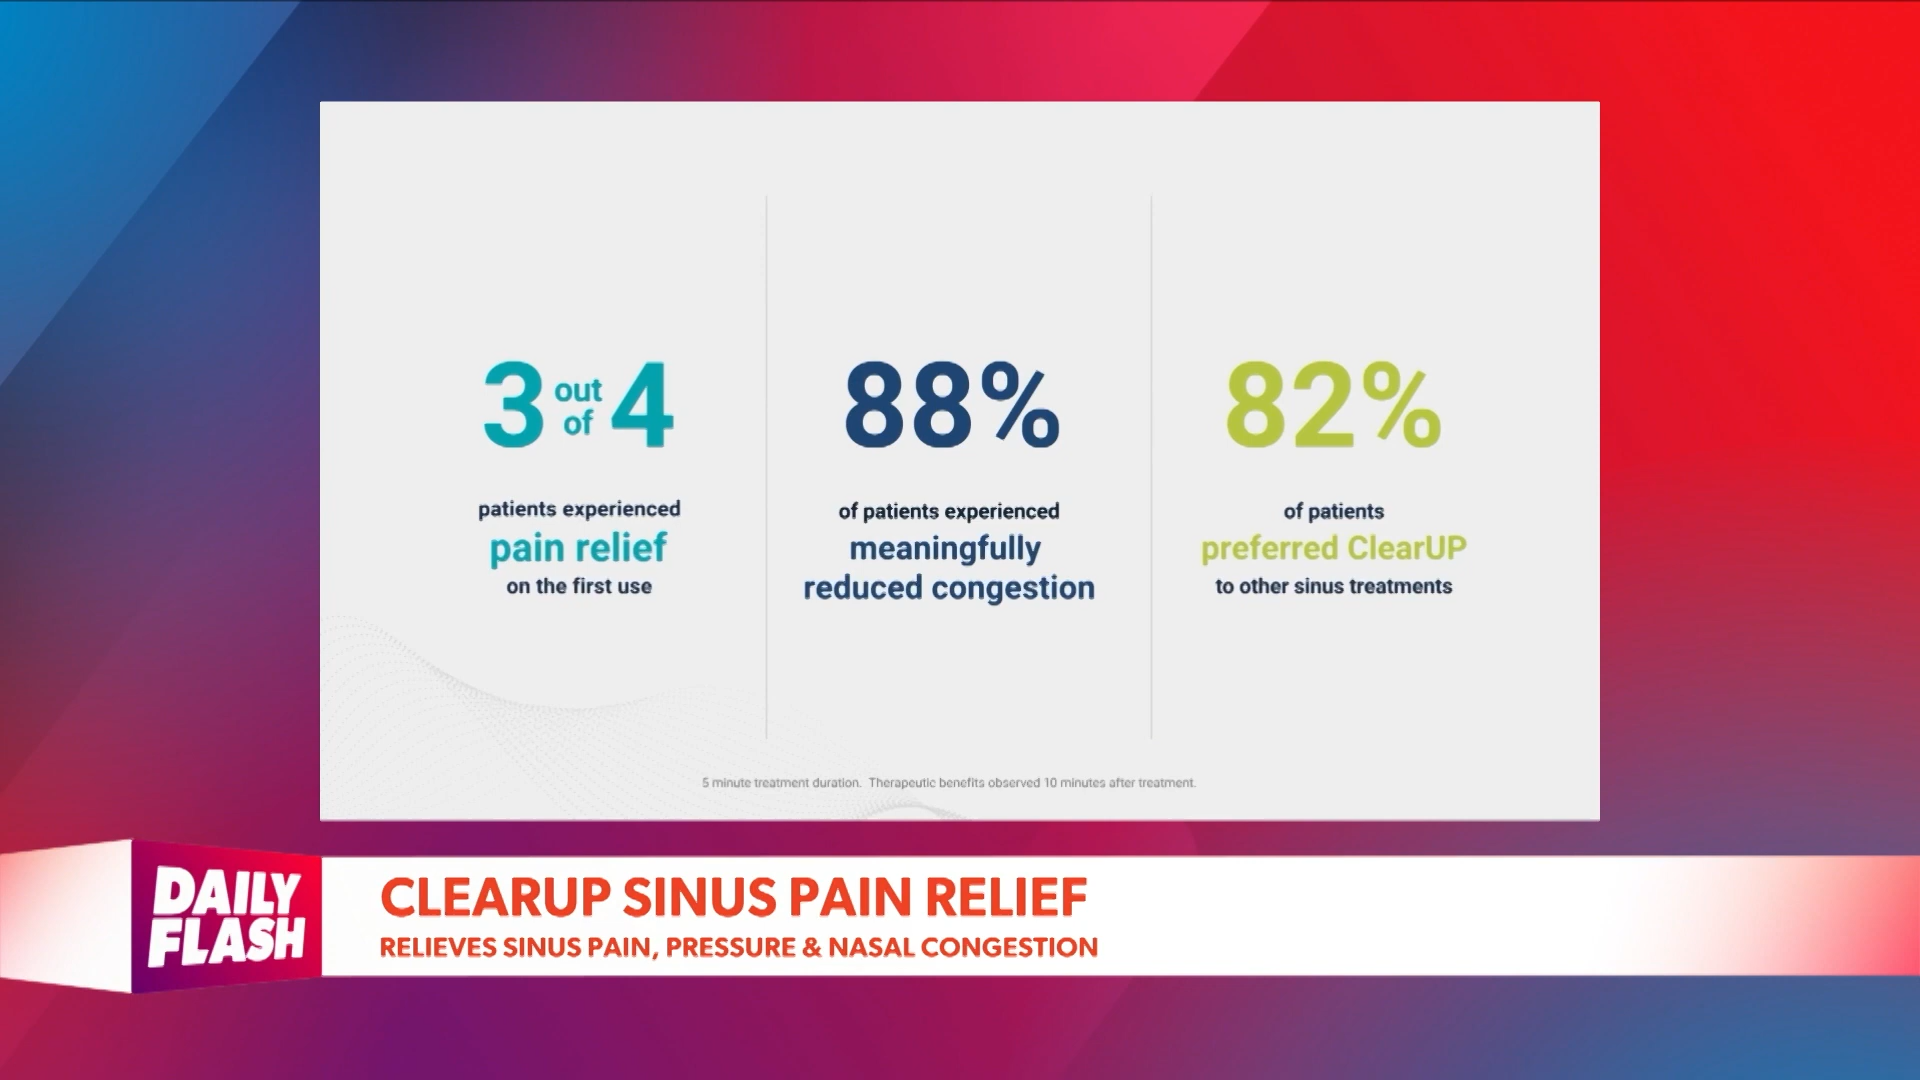 3 out of 4
patients experienced
pain relief
on the first use
88%
of patients experienced
meaningfully
reduced congestion
82%
of patients
preferred ClearUP
to other sinus treatments
5 minute treatment duration. Therapeutic benefits observed 10 minutes after treatment.
DAILY
FLASH
CLEARUP SINUS PAIN RELIEF
RELIEVES SINUS PAIN, PRESSURE & NASAL CONGESTION